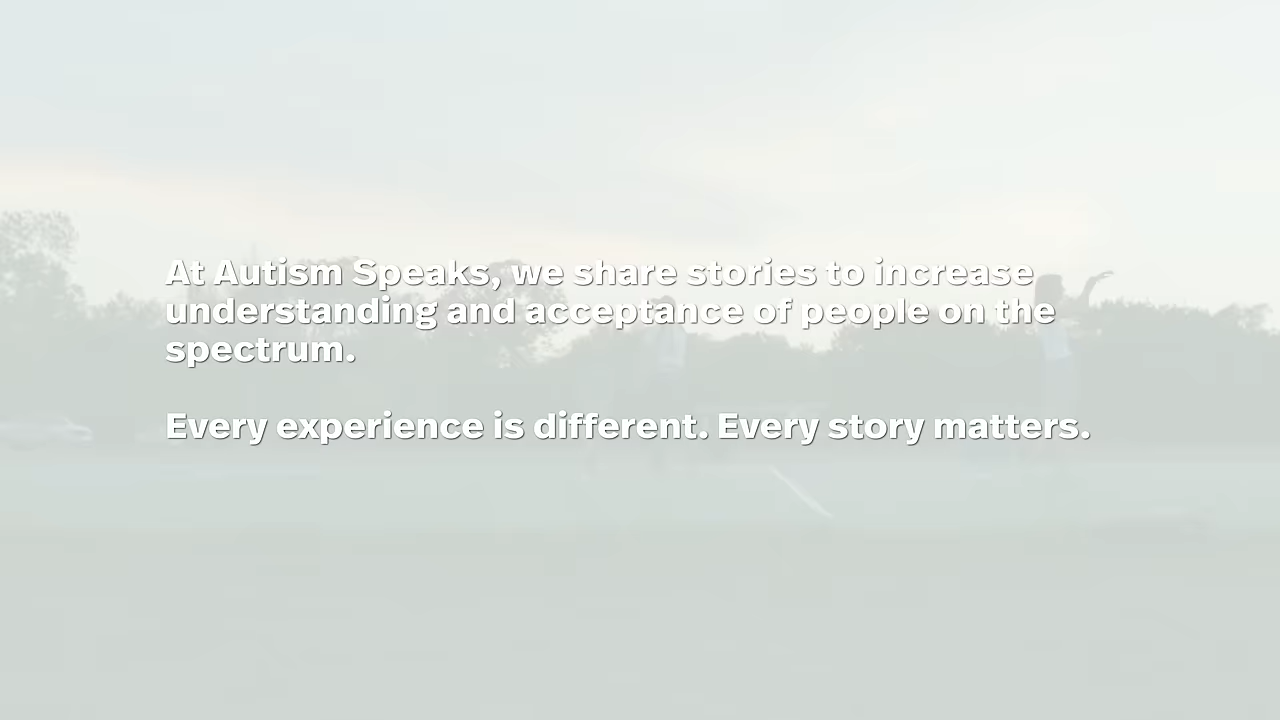 At Autism Speaks, we share stories to increase
understanding and acceptance of people on the
spectrum.
Every experience is different. Every story matters.